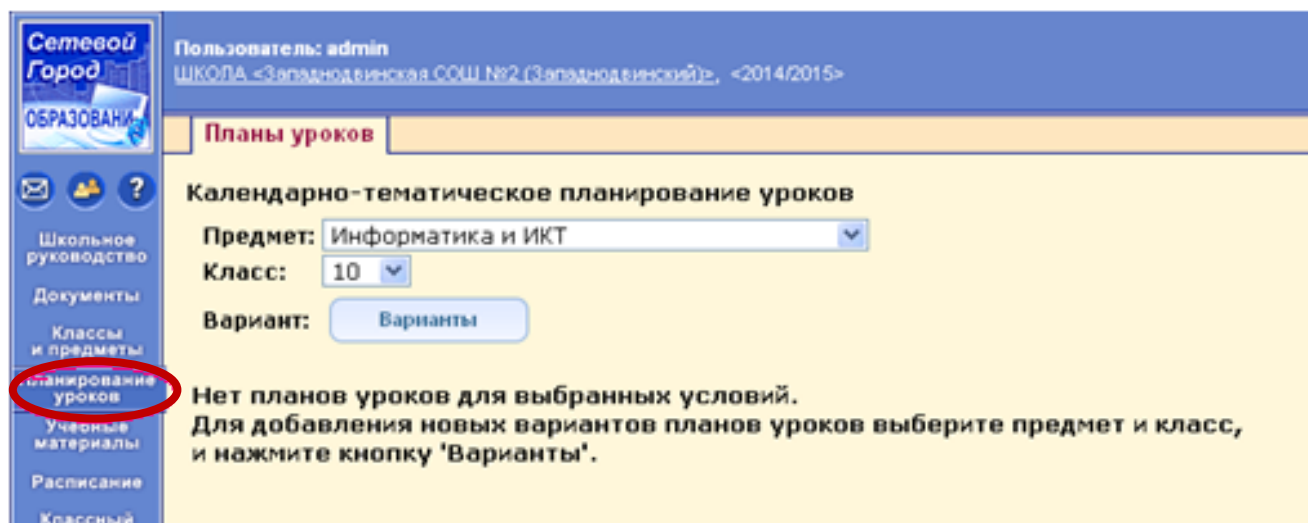 Сетевой
Город
ОБРАЗОВАНИ
Пользователь: admin
ШКОЛА <Западнодвинская СОШ №2 (Западнодвинский)>, <2014/2015>
Планы уроков
Календарно-тематическое планирование уроков
Предмет: Информатика и ИКТ
Класс: 10
Вариант: Варианты
Нет планов уроков для выбранных условий.
Для добавления новых вариантов планов уроков выберите предмет и класс,
и нажмите кнопку 'Варианты'.
?
Школьное
руководство
Документы
Классы
и предметы
Планирование
уроков
Учебные
материалы
Расписание
Классный